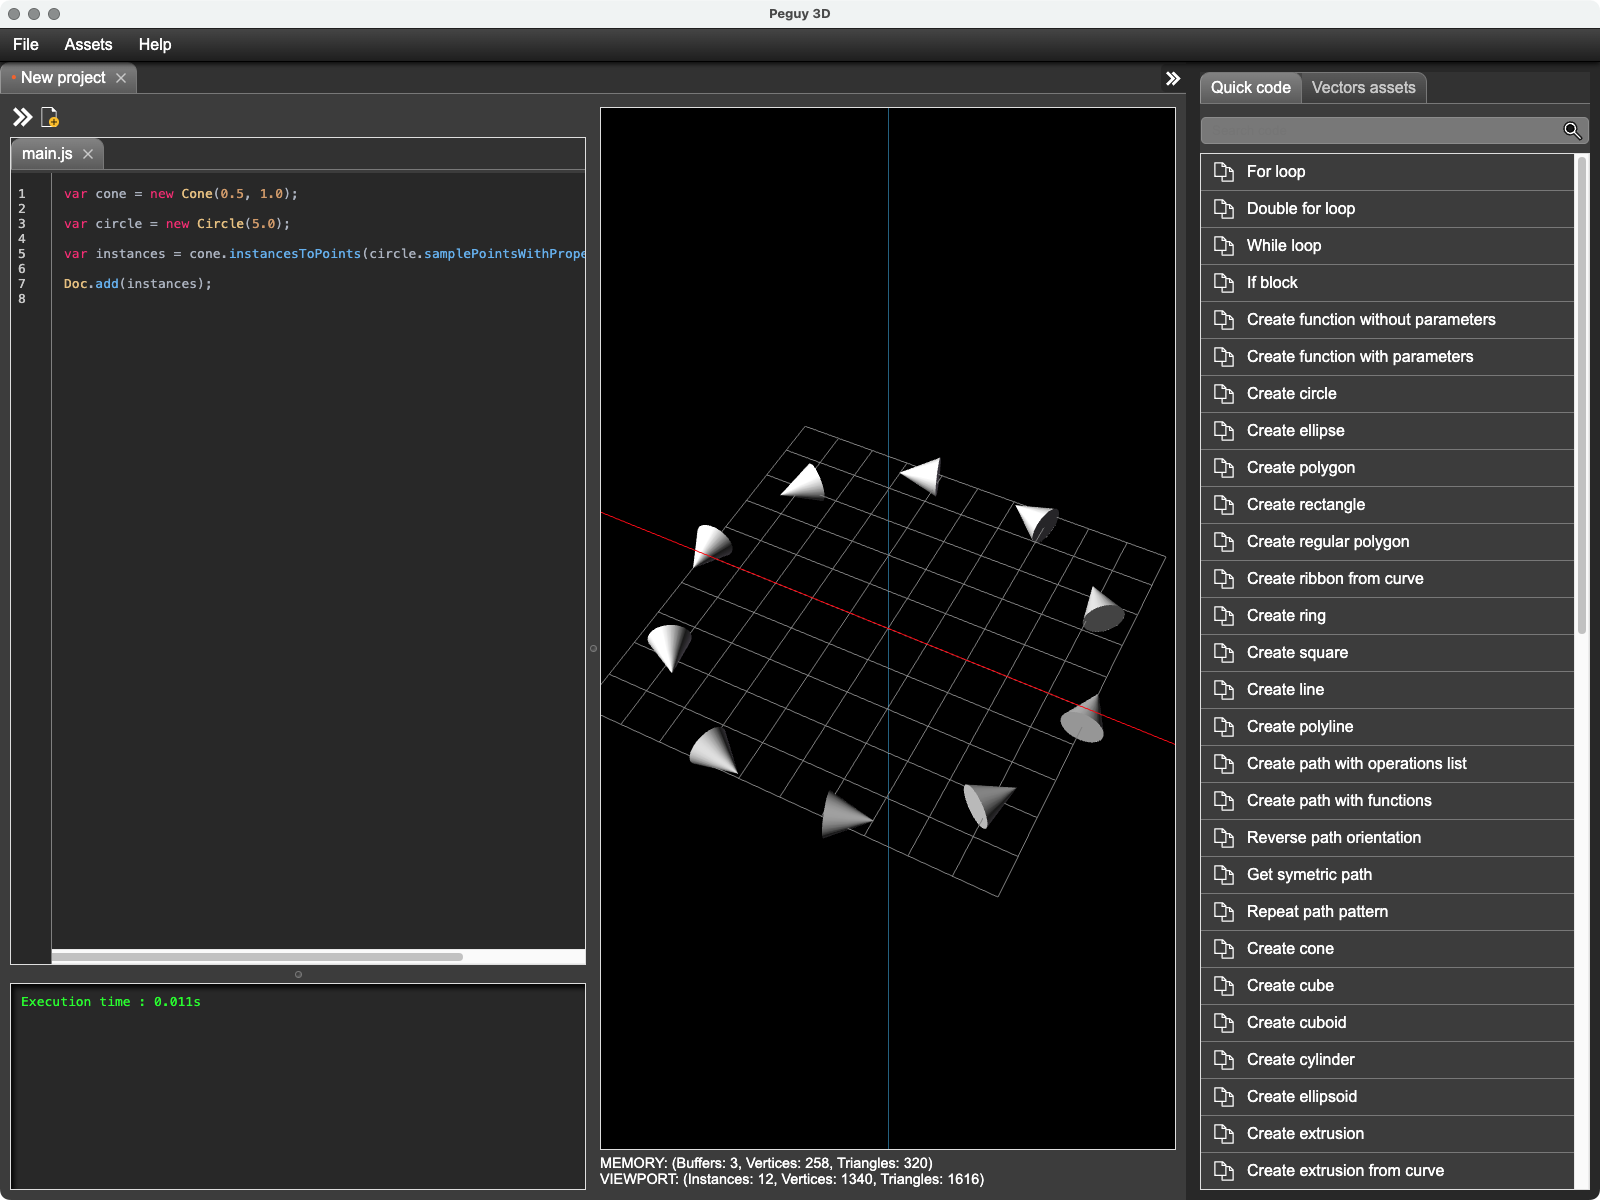 Peguy 3D
File Assets Help
New project
main.js
1 var cone = new Cone(0.5, 1.0);
2
3 var circle = new Circle(5.0);
4
5 var instances = cone.instancesToPoints(circle.samplePointsWithPrope
6
7 Doc.add(instances);
8
Execution time : 0.011s
MEMORY: (Buffers: 3, Vertices: 258, Triangles: 320)
VIEWPORT: (Instances: 12, Vertices: 1340, Triangles: 1616)
Quick code Vectors assets
For loop
Double for loop
While loop
If block
Create function without parameters
Create function with parameters
Create circle
Create ellipse
Create polygon
Create rectangle
Create regular polygon
Create ribbon from curve
Create ring
Create square
Create line
Create polyline
Create path with operations list
Create path with functions
Reverse path orientation
Get symetric path
Repeat path pattern
Create cone
Create cube
Create cuboid
Create cylinder
Create ellipsoid
Create extrusion
Create extrusion from curve